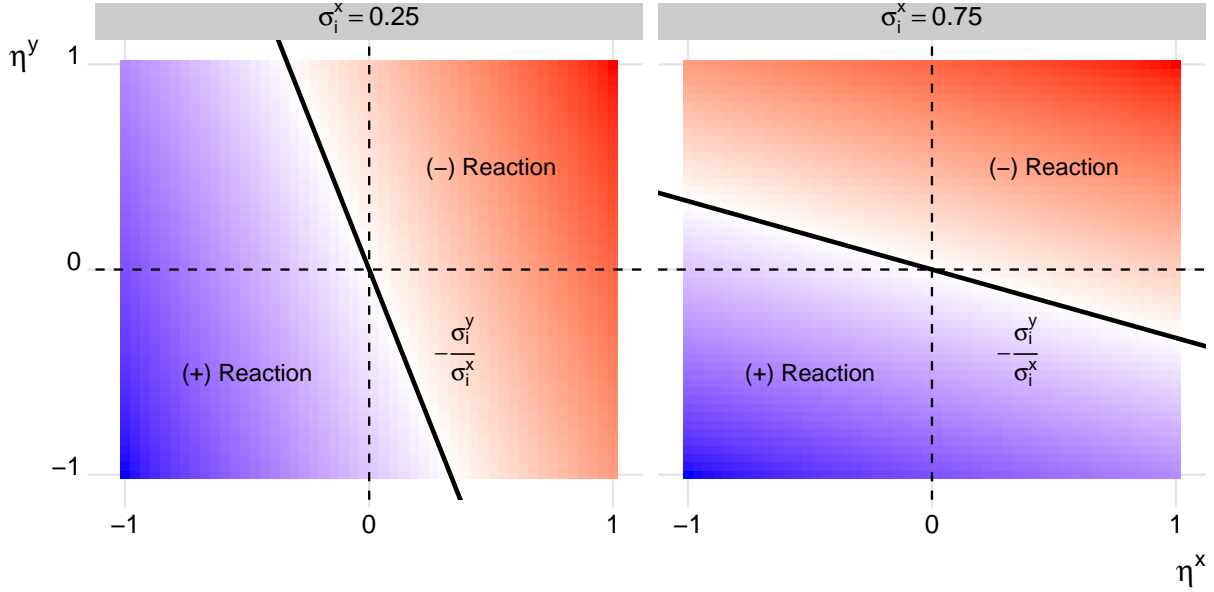 σᵢˣ = 0.25
σᵢˣ = 0.75
ηʸ
1
0
−1
(−) Reaction
(+) Reaction
−σᵢʸ/σᵢˣ
(−) Reaction
(+) Reaction
−σᵢʸ/σᵢˣ
−1 0 1
−1 0 1
ηˣ